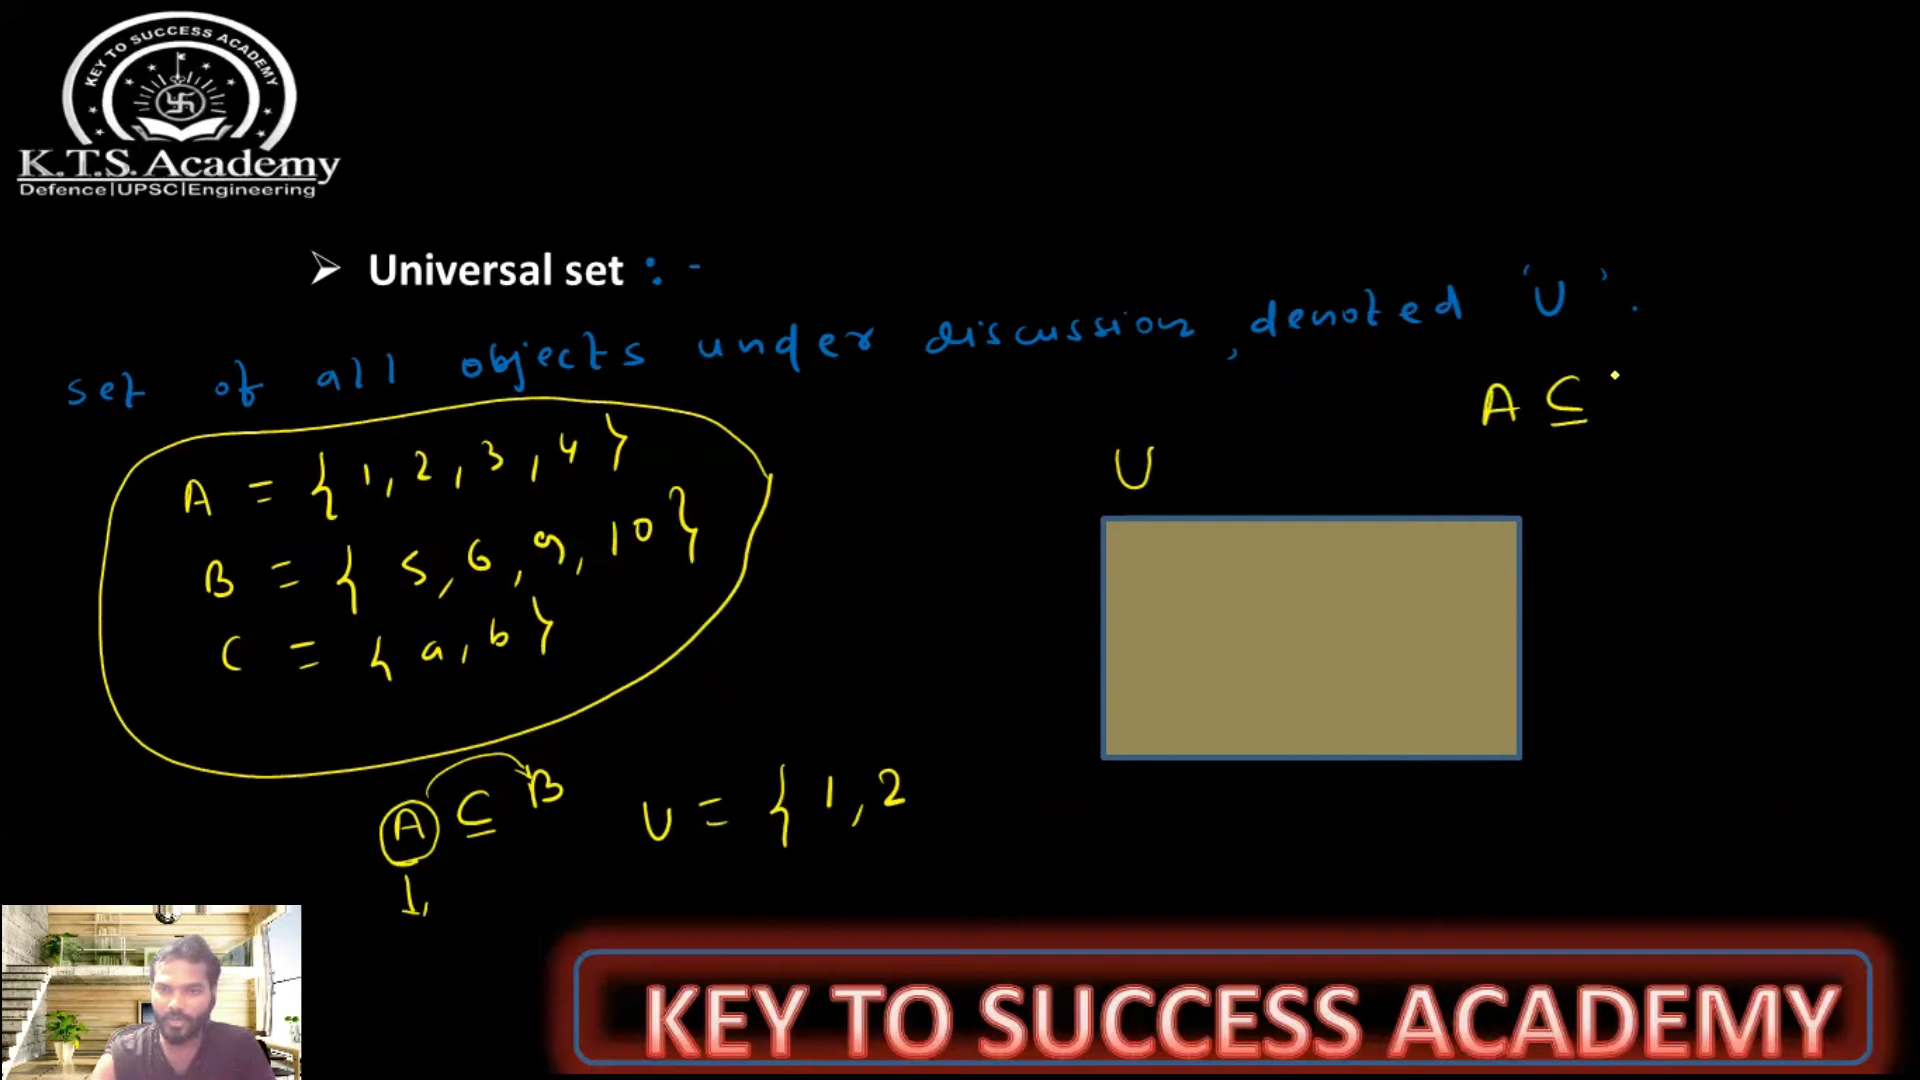 KEY TO SUCCESS ACADEMY
K.T.S. Academy
Defence|UPSC|Engineering
➢ Universal set : -
set of all objects under discussion, denoted 'U'.
A ⊆
A = { 1, 2, 3, 4 }
U
B = { 5, 6, 9, 10 }
C = { a, b }
A ⊆ B
U = { 1, 2
1,
KEY TO SUCCESS ACADEMY